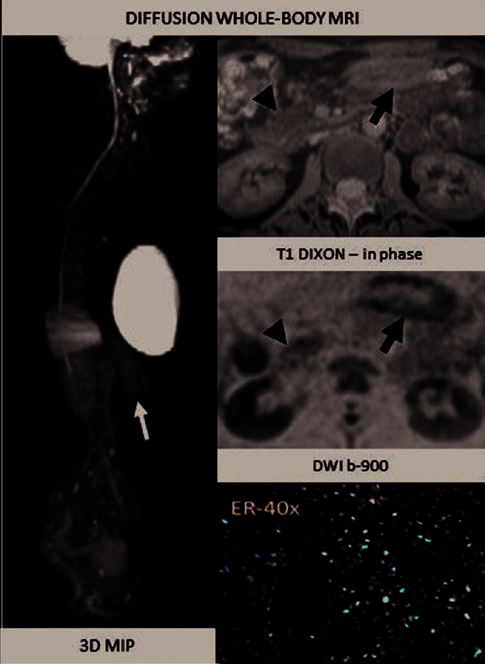 DIFFUSION WHOLE-BODY MRI
T1 DIXON – in phase
DWI b-900
ER-40x
3D MIP